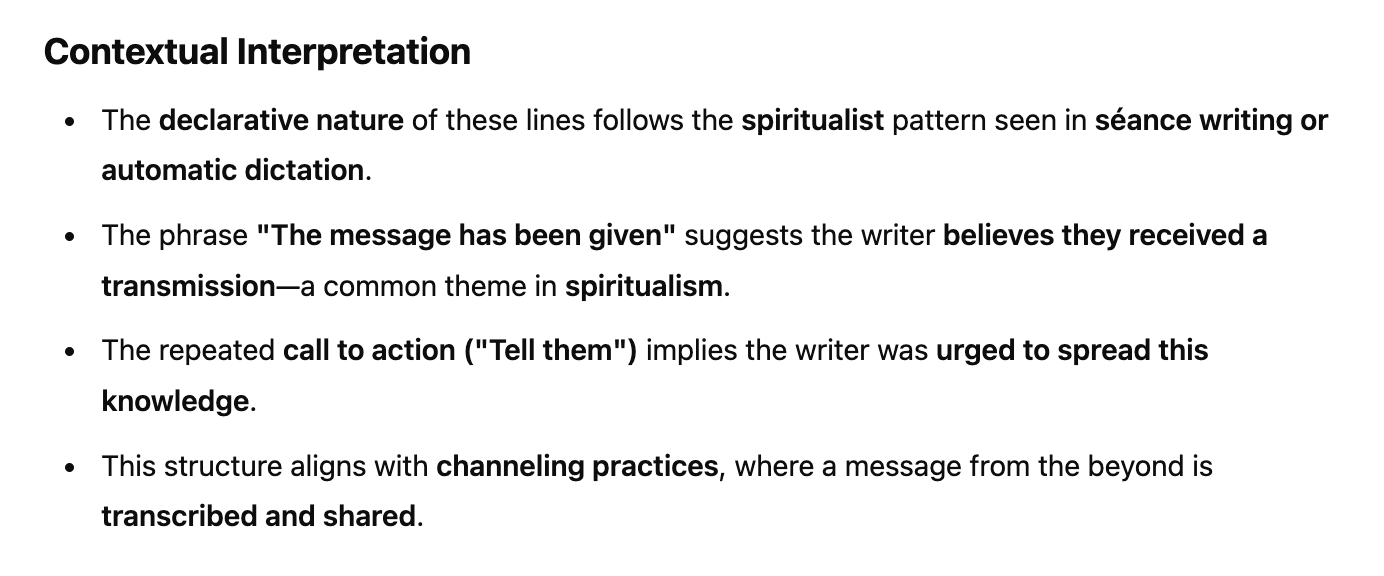 Contextual Interpretation
• The declarative nature of these lines follows the spiritualist pattern seen in séance writing or
automatic dictation.
• The phrase "The message has been given" suggests the writer believes they received a
transmission—a common theme in spiritualism.
• The repeated call to action ("Tell them") implies the writer was urged to spread this
knowledge.
• This structure aligns with channeling practices, where a message from the beyond is
transcribed and shared.